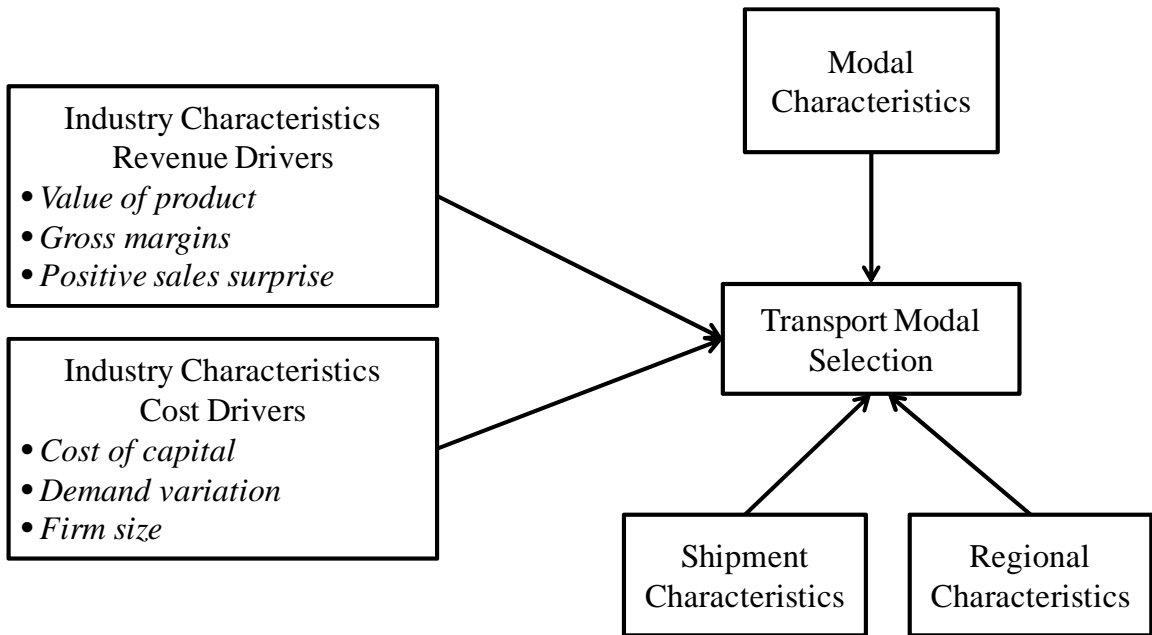 Modal
Characteristics
Industry Characteristics
Revenue Drivers
• Value of product
• Gross margins
• Positive sales surprise
Transport Modal
Selection
Industry Characteristics
Cost Drivers
• Cost of capital
• Demand variation
• Firm size
Shipment
Characteristics
Regional
Characteristics